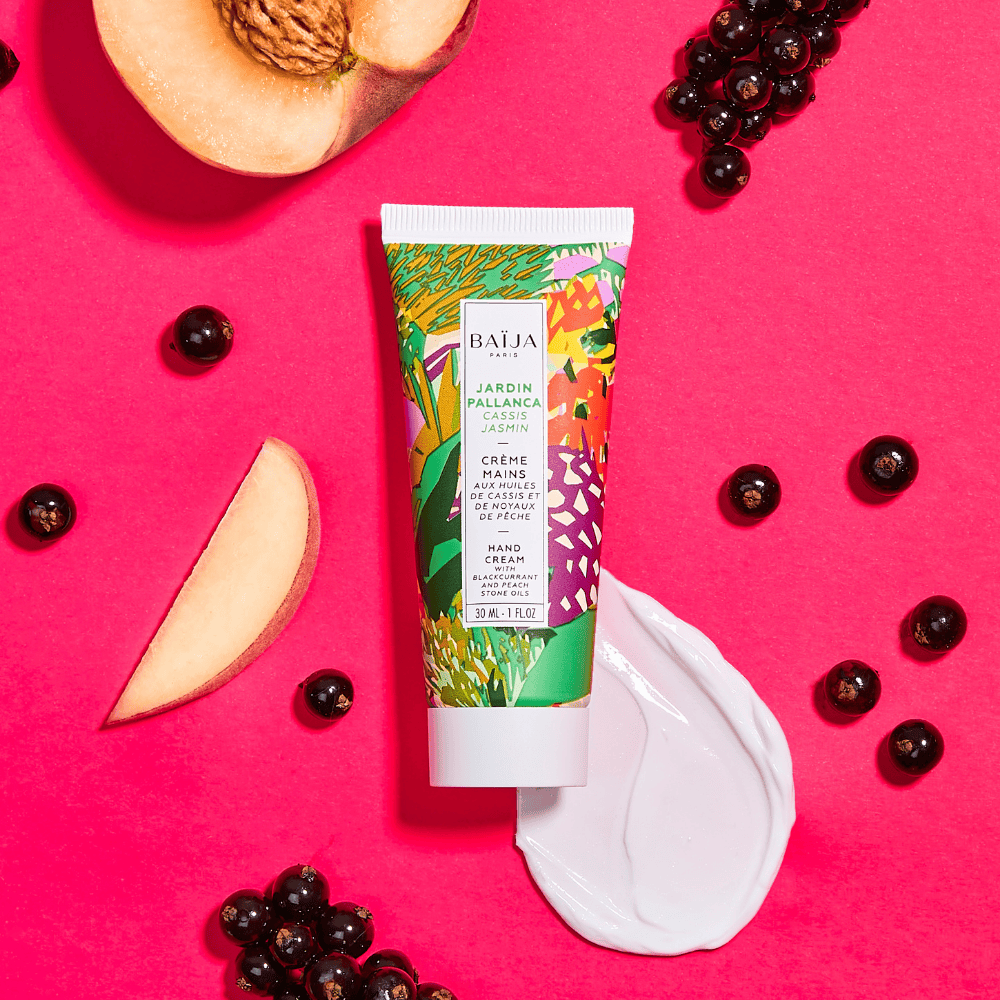 BAÏJA
PARIS
JARDIN
PALLANCA
CASSIS
JASMIN
—
CRÈME
MAINS
AUX HUILES
DE CASSIS ET
DE NOYAUX
DE PÊCHE
—
HAND
CREAM
WITH
BLACKCURRANT
AND PEACH
STONE OILS
30 ML - 1 FL.OZ